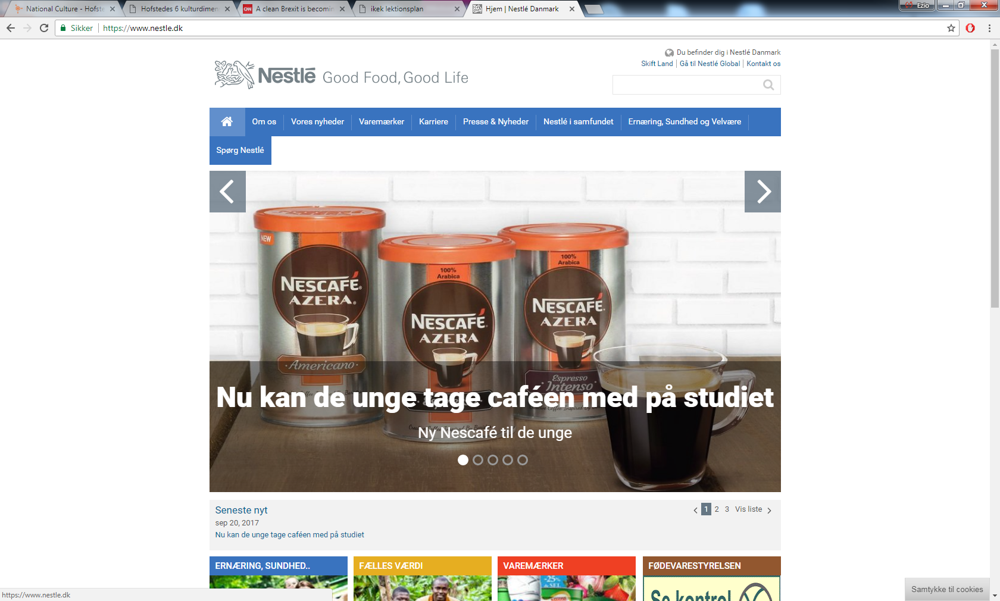 National Culture - Hofste
Hofstedes 6 kulturdimen
CNN
A clean Brexit is becomin
ikek lektionsplan
Hjem | Nestlé Danmark
Ezio
Sikker
https://www.nestle.dk
Du befinder dig i Nestlé Danmark
Skift Land | Gå til Nestlé Global | Kontakt os
Nestlé Good Food, Good Life
Om os
Vores nyheder
Varemærker
Karriere
Presse & Nyheder
Nestlé i samfundet
Ernæring, Sundhed og Velvære
Spørg Nestlé
NEW
NESCAFÉ
AZERA
Americano
100%
Arabica
NESCAFÉ
AZERA
100%
Arabica
NESCAFÉ
AZERA
Espresso
Intenso
Nu kan de unge tage caféen med på studiet
Ny Nescafé til de unge
Seneste nyt
1 2 3 Vis liste
sep 20, 2017
Nu kan de unge tage caféen med på studiet
ERNÆRING, SUNDHED..
FÆLLES VÆRDI
VAREMÆRKER
FØDEVARESTYRELSEN
-25%
Se kontrol
Samtykke til cookies
https://www.nestle.dk